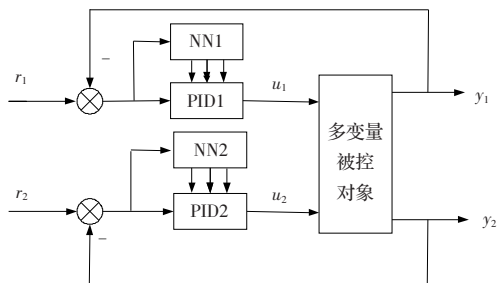 NN1
−
r₁
PID1
u₁
y₁
多变量
被控
对象
NN2
r₂
PID2
u₂
y₂
−